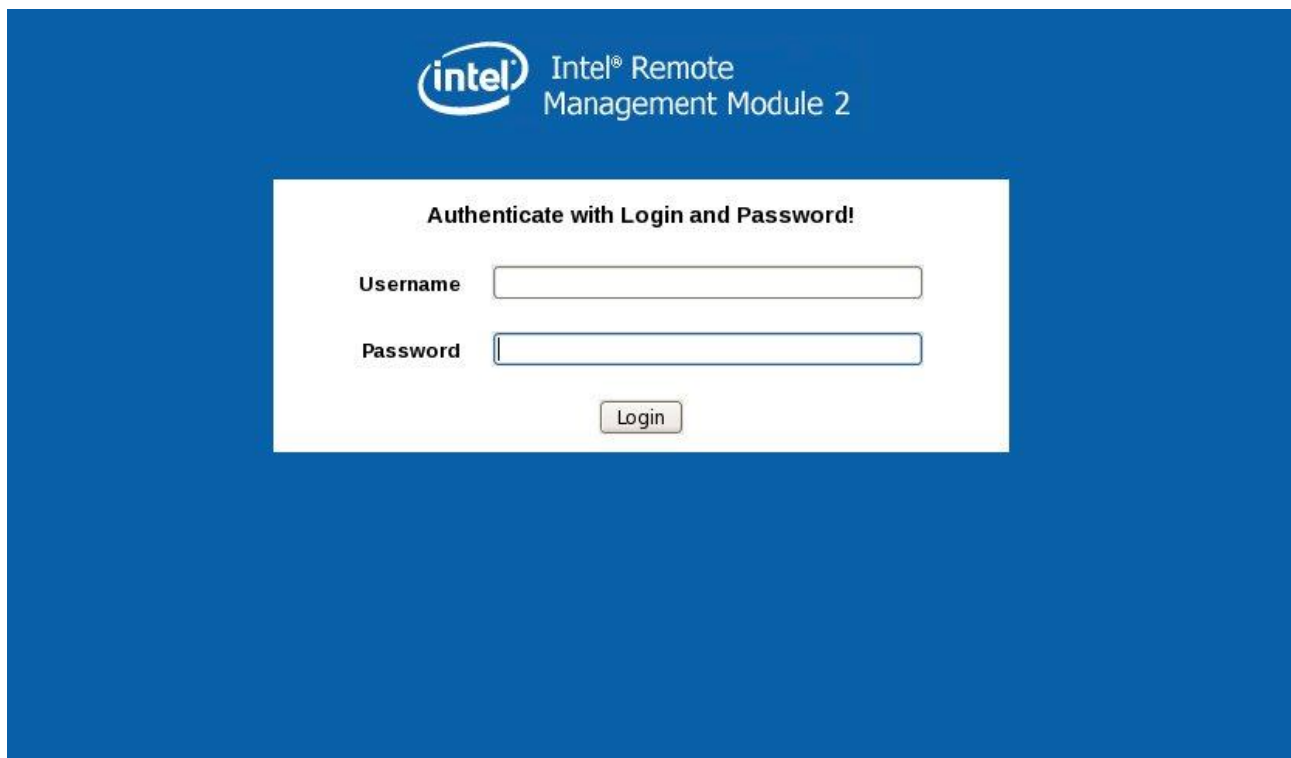 intel Intel® Remote
Management Module 2
Authenticate with Login and Password!
Username
Password
Login